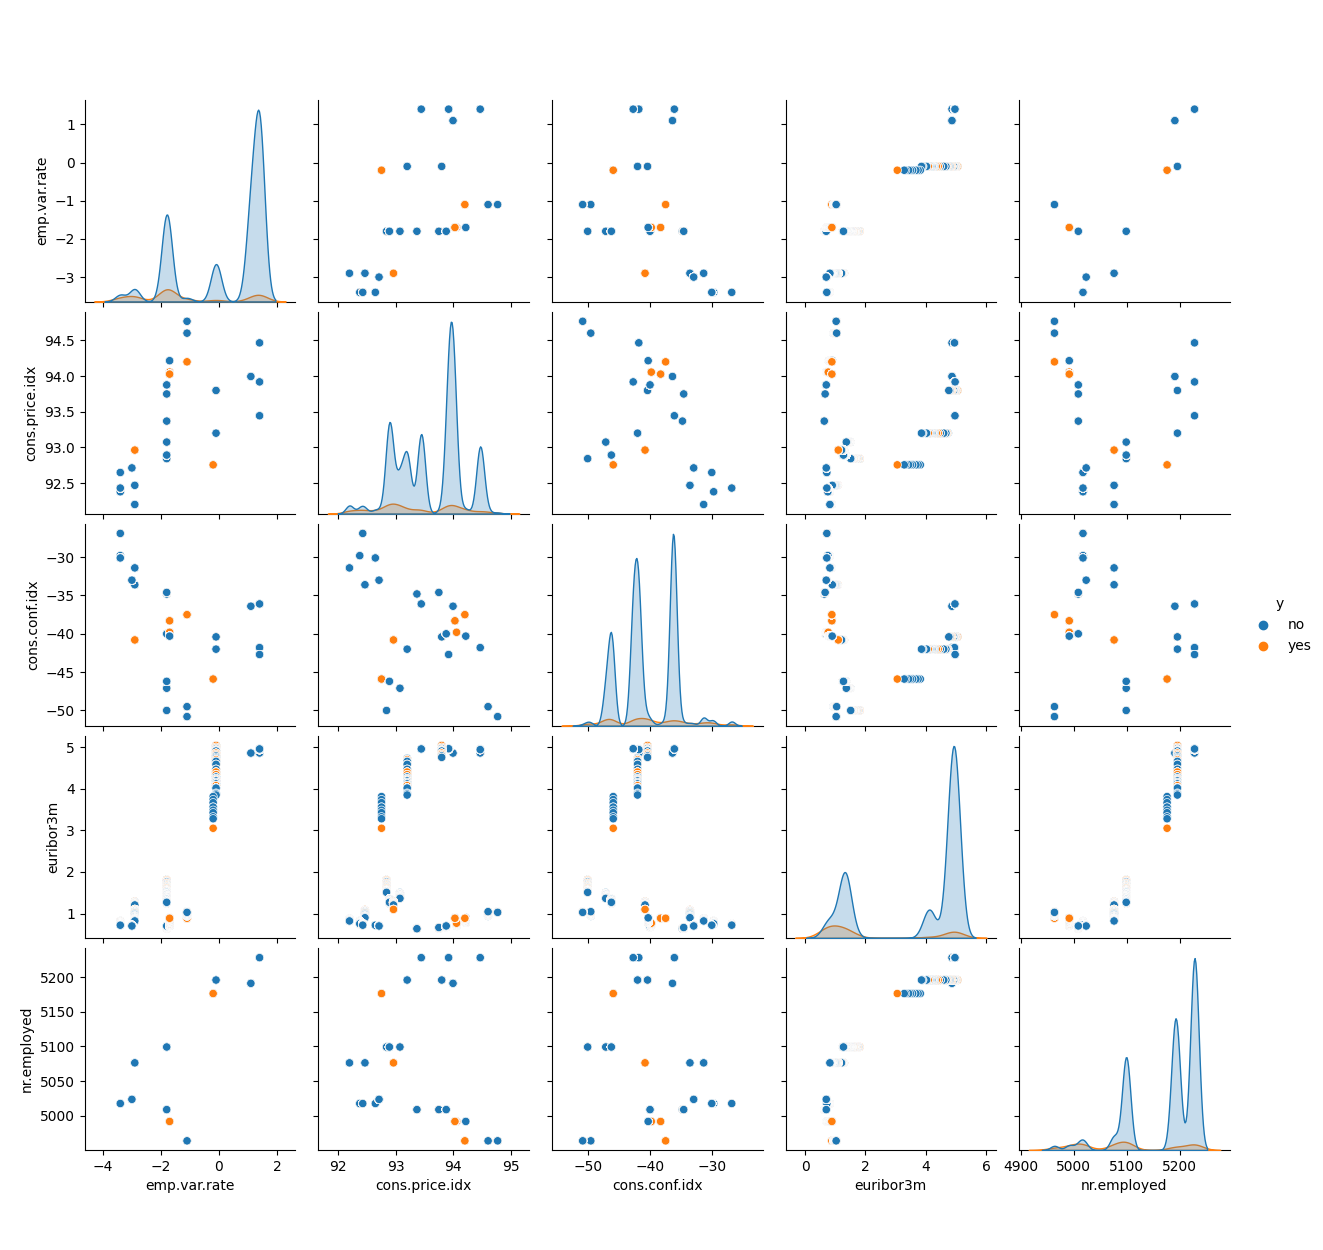 emp.var.rate
1
0
−1
−2
−3
cons.price.idx
94.5
94.0
93.5
93.0
92.5
cons.conf.idx
−30
−35
−40
−45
−50
y
no
yes
euribor3m
5
4
3
2
1
nr.employed
5200
5150
5100
5050
5000
−4 −2 0 2
92 93 94 95
−50 −40 −30
0 2 4 6
4900 5000 5100 5200
emp.var.rate
cons.price.idx
cons.conf.idx
euribor3m
nr.employed